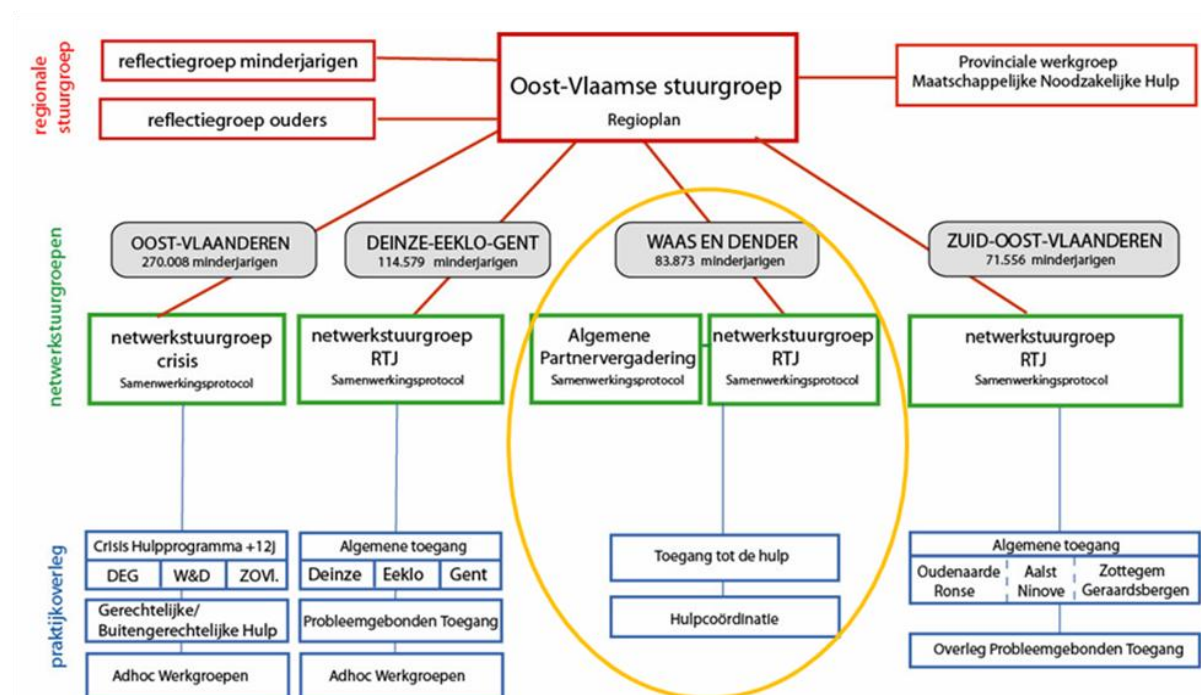 regionale
stuurgroep
reflectiegroep minderjarigen
reflectiegroep ouders
Oost-Vlaamse stuurgroep
Regioplan
Provinciale werkgroep
Maatschappelijke Noodzakelijke Hulp
netwerkstuurgroepen
OOST-VLAANDEREN
270.008 minderjarigen
DEINZE-EEKLO-GENT
114.579 minderjarigen
WAAS EN DENDER
83.873 minderjarigen
ZUID-OOST-VLAANDEREN
71.556 minderjarigen
netwerkstuurgroep
crisis
Samenwerkingsprotocol
netwerkstuurgroep
RTJ
Samenwerkingsprotocol
Algemene
Partnervergadering
Samenwerkingsprotocol
netwerkstuurgroep
RTJ
Samenwerkingsprotocol
netwerkstuurgroep
RTJ
Samenwerkingsprotocol
praktijkoverleg
Crisis Hulpprogramma +12J
DEG W&D ZOVl.
Gerechtelijke/
Buitengerechtelijke Hulp
Adhoc Werkgroepen
Algemene toegang
Deinze Eeklo Gent
Probleemgebonden Toegang
Adhoc Werkgroepen
Toegang tot de hulp
Hulpcoördinatie
Algemene toegang
Oudenaarde
Ronse
Aalst
Ninove
Zottegem
Geraardsbergen
Overleg Probleemgebonden Toegang